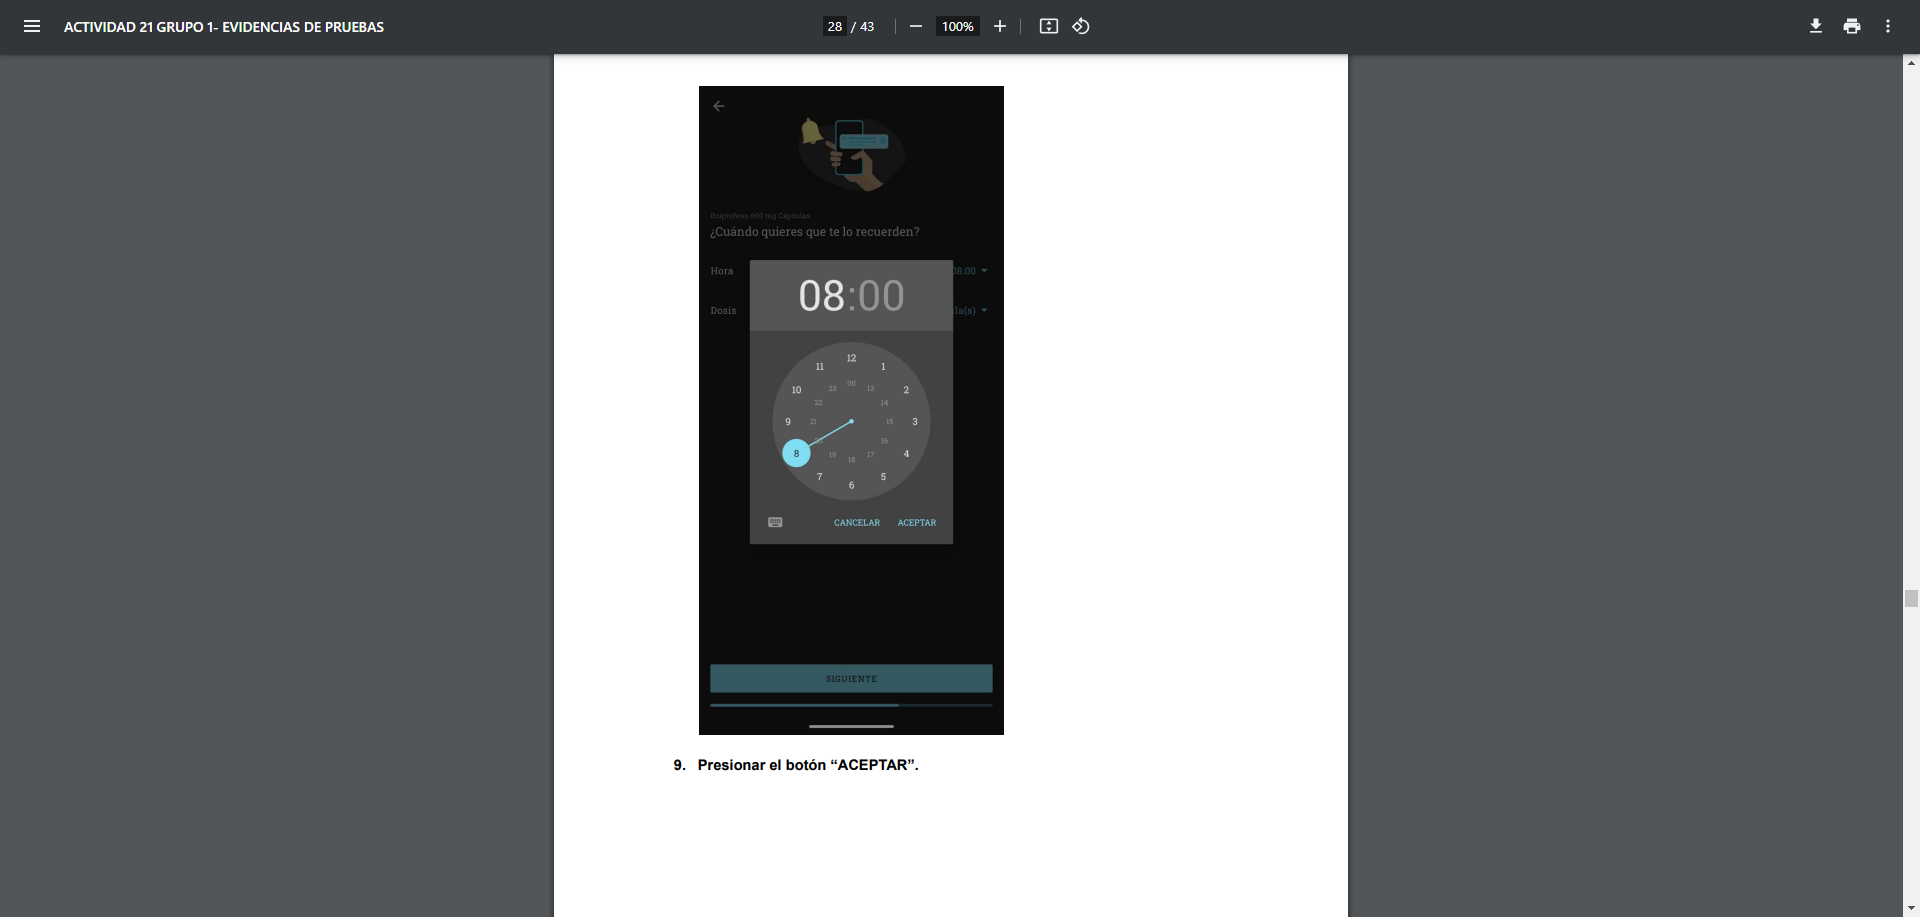 ACTIVIDAD 21 GRUPO 1- EVIDENCIAS DE PRUEBAS
28 / 43
100%
Ibuprofeno 600 mg Cápsulas
¿Cuándo quieres que te lo recuerden?
Hora
08:00
08:00
Dosis
la(s)
12
11
1
00
23
13
10
2
22
14
9
21
15
3
20
16
8
4
19
17
18
7
5
6
CANCELAR ACEPTAR
SIGUIENTE
9. Presionar el botón “ACEPTAR”.